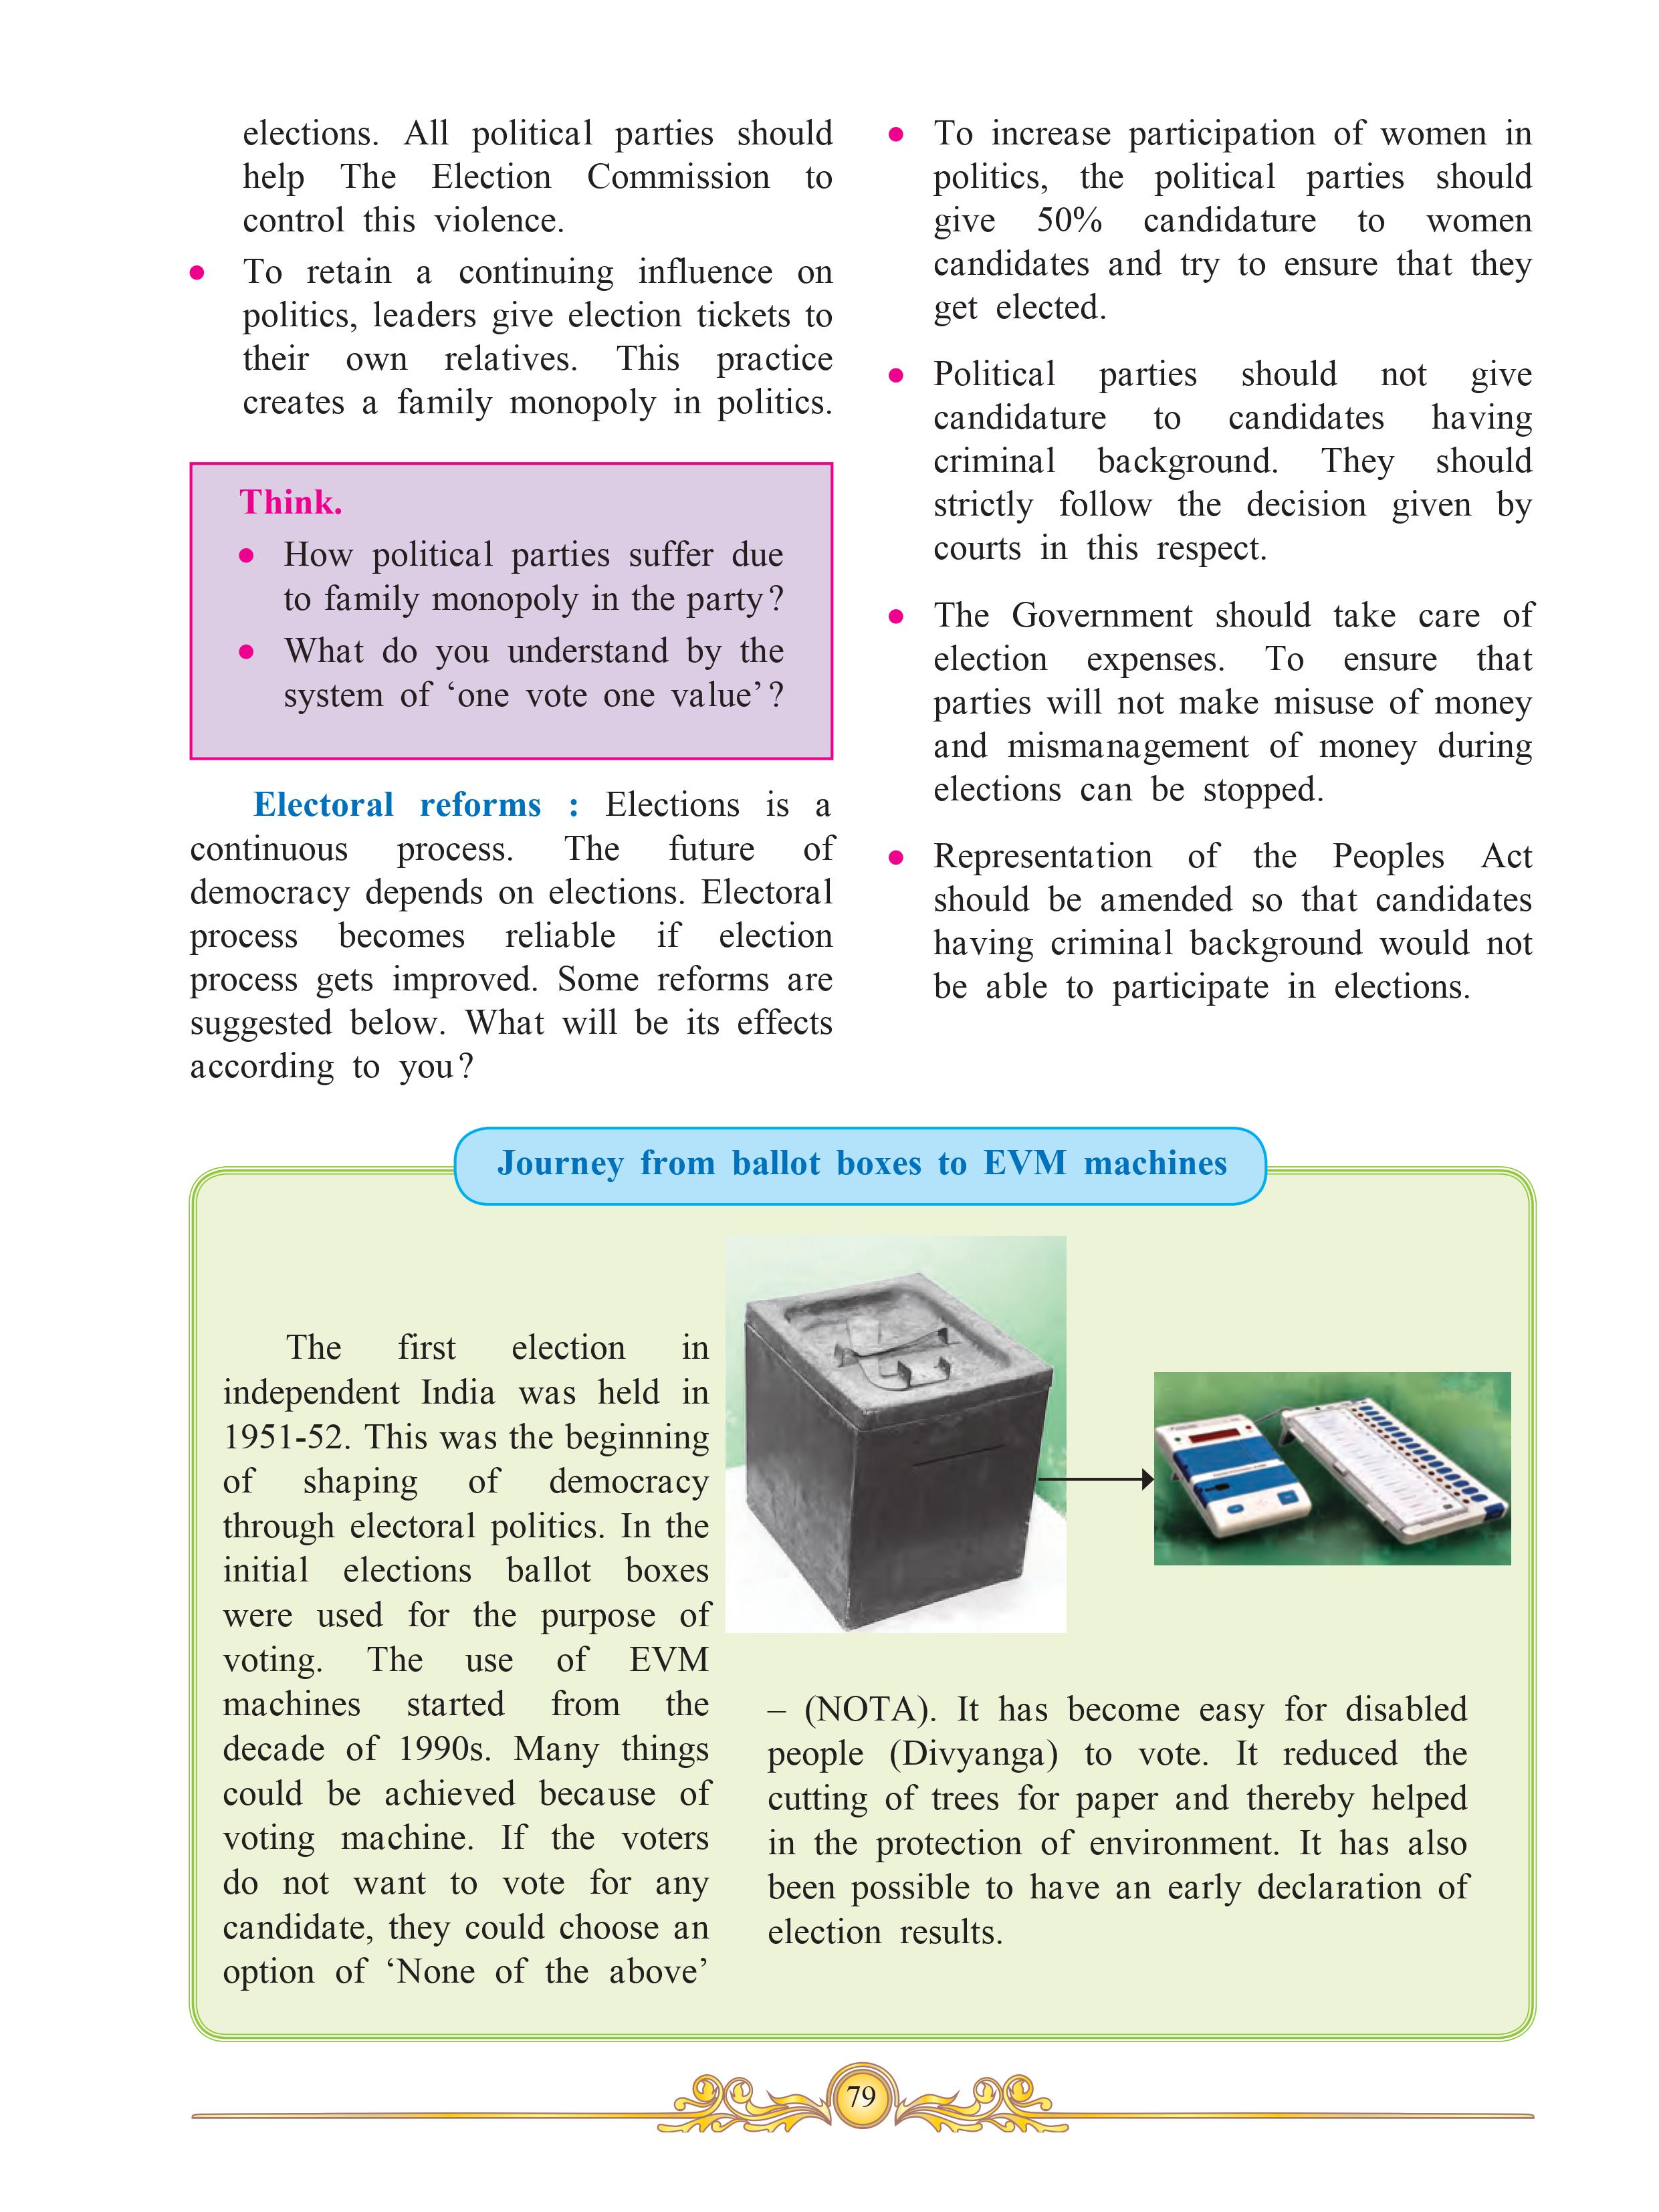 elections. All political parties should
help The Election Commission to
control this violence.
• To retain a continuing influence on
politics, leaders give election tickets to
their own relatives. This practice
creates a family monopoly in politics.
Think.
• How political parties suffer due
to family monopoly in the party?
• What do you understand by the
system of ‘one vote one value’?
Electoral reforms : Elections is a
continuous process. The future of
democracy depends on elections. Electoral
process becomes reliable if election
process gets improved. Some reforms are
suggested below. What will be its effects
according to you?
• To increase participation of women in
politics, the political parties should
give 50% candidature to women
candidates and try to ensure that they
get elected.
• Political parties should not give
candidature to candidates having
criminal background. They should
strictly follow the decision given by
courts in this respect.
• The Government should take care of
election expenses. To ensure that
parties will not make misuse of money
and mismanagement of money during
elections can be stopped.
• Representation of the Peoples Act
should be amended so that candidates
having criminal background would not
be able to participate in elections.
Journey from ballot boxes to EVM machines
The first election in
independent India was held in
1951-52. This was the beginning
of shaping of democracy
through electoral politics. In the
initial elections ballot boxes
were used for the purpose of
voting. The use of EVM
machines started from the
decade of 1990s. Many things
could be achieved because of
voting machine. If the voters
do not want to vote for any
candidate, they could choose an
option of ‘None of the above’
– (NOTA). It has become easy for disabled
people (Divyanga) to vote. It reduced the
cutting of trees for paper and thereby helped
in the protection of environment. It has also
been possible to have an early declaration of
election results.
79